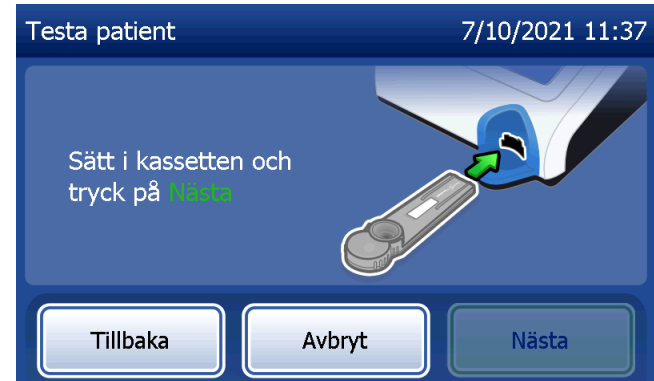 Testa patient 7/10/2021 11:37
Sätt i kassetten och
tryck på Nästa
Tillbaka Avbryt Nästa